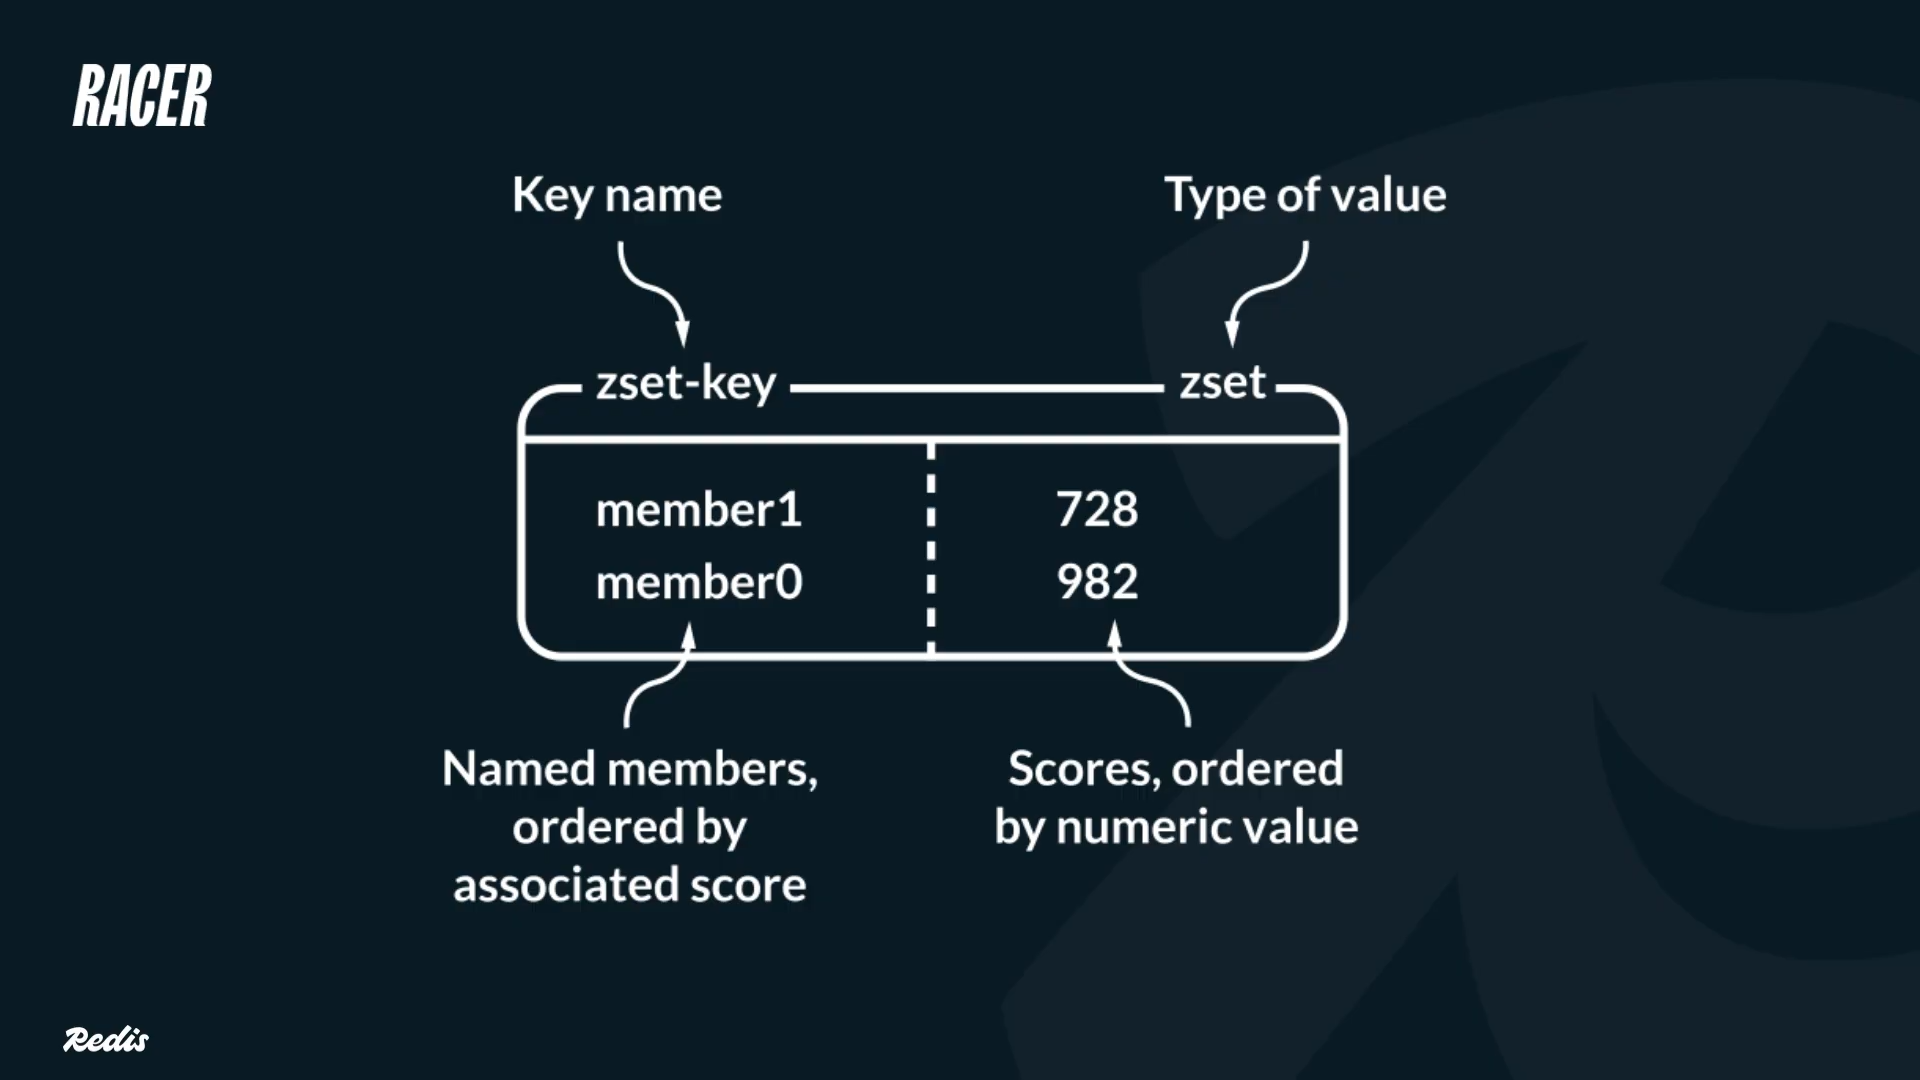 RACER
Key name
Type of value
zset-key
zset
member1
728
member0
982
Named members,
ordered by
associated score
Scores, ordered
by numeric value
Redis